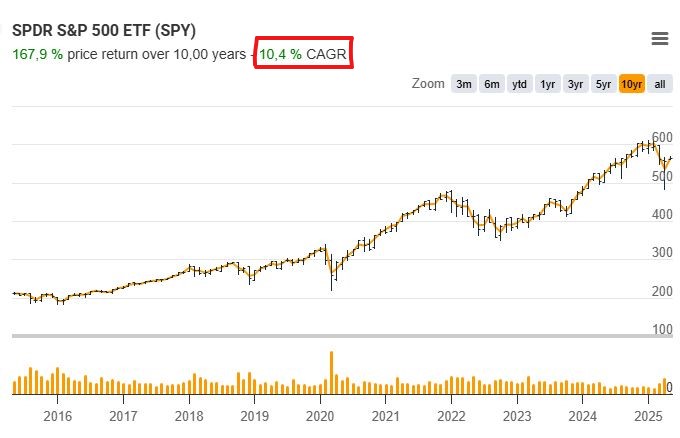 SPDR S&P 500 ETF (SPY)
167,9 % price return over 10,00 years - 10,4 % CAGR
Zoom 3m 6m ytd 1yr 3yr 5yr 10yr all
600
500
400
300
200
100
0
2016 2017 2018 2019 2020 2021 2022 2023 2024 2025